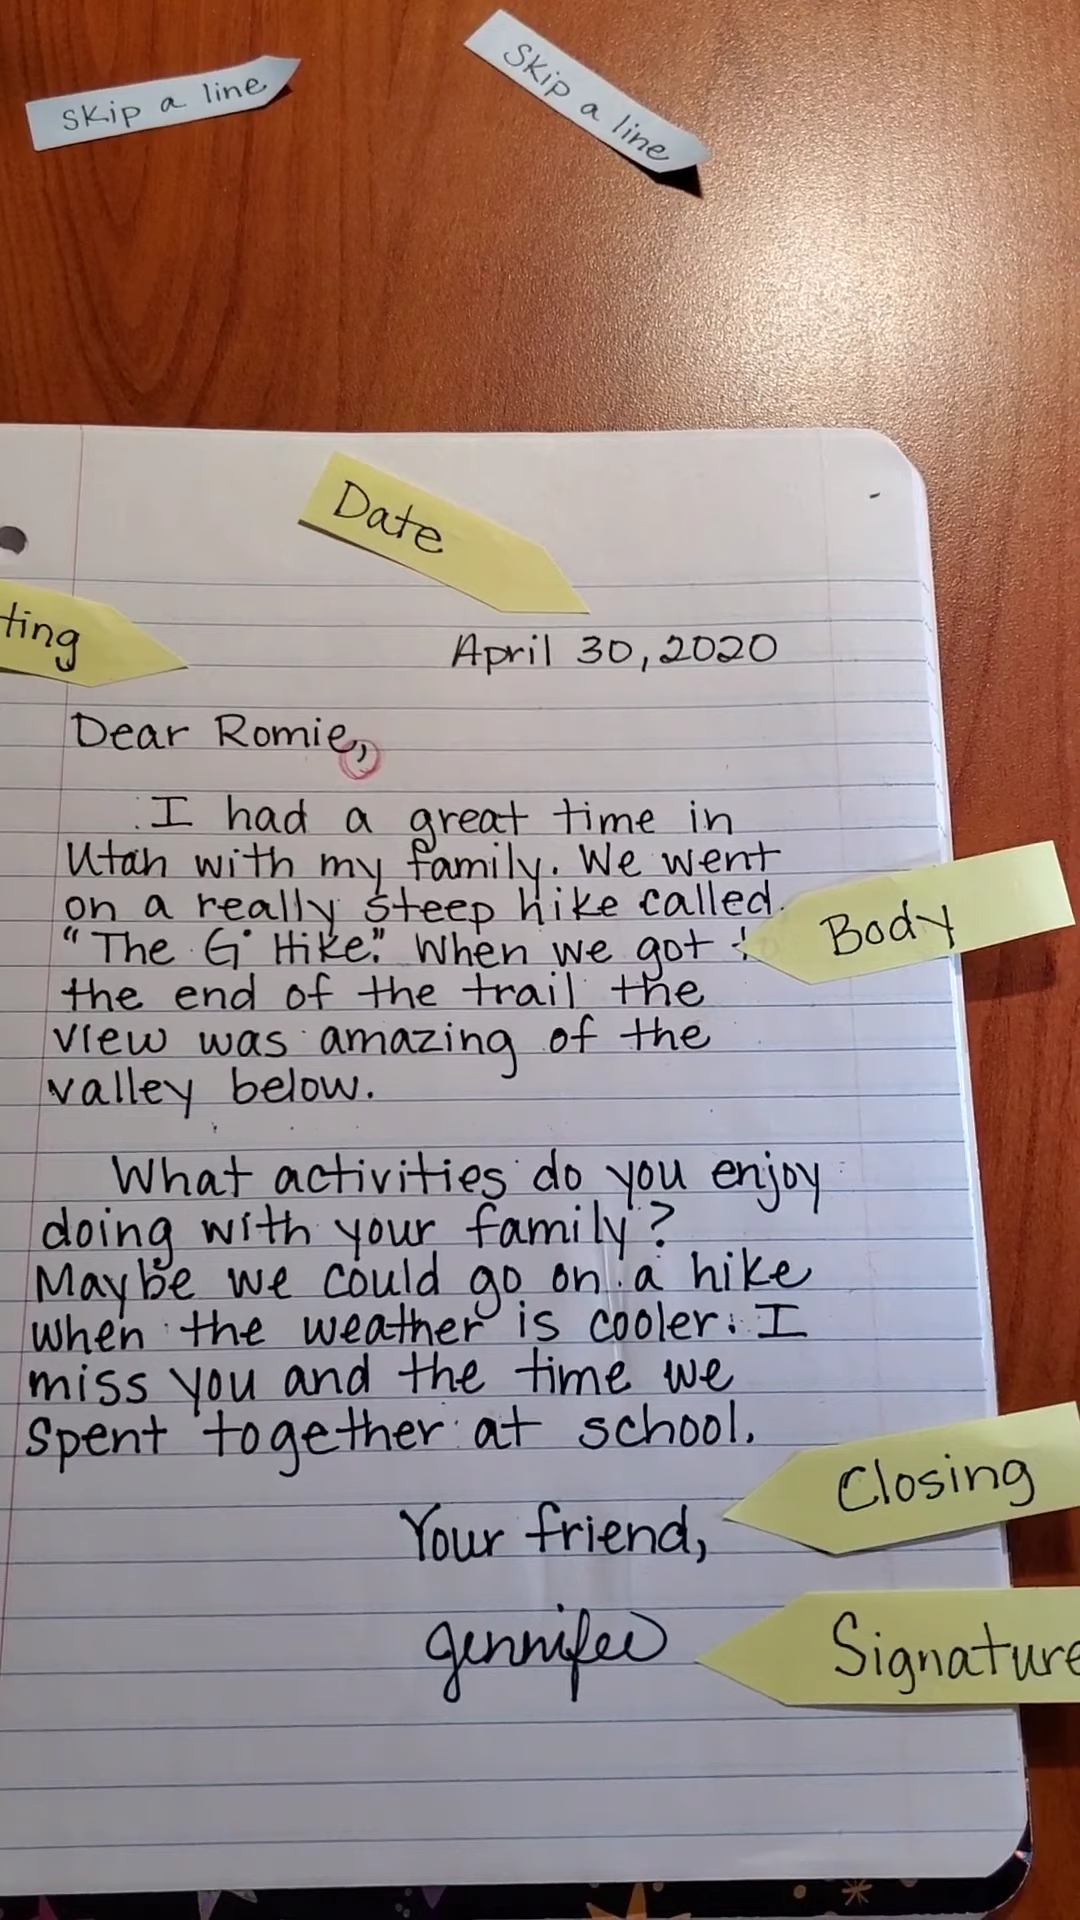 Skip a line
Skip a line
Date
ting
April 30, 2020
Dear Romie,
I had a great time in
Utah with my family. We went
on a really steep hike called
"The G Hike." When we got to
the end of the trail the
view was amazing of the
valley below.
Body
What activities do you enjoy
doing with your family?
Maybe we could go on a hike
when the weather is cooler. I
miss you and the time we
spent together at school.
Closing
Your friend,
Jennifer
Signature